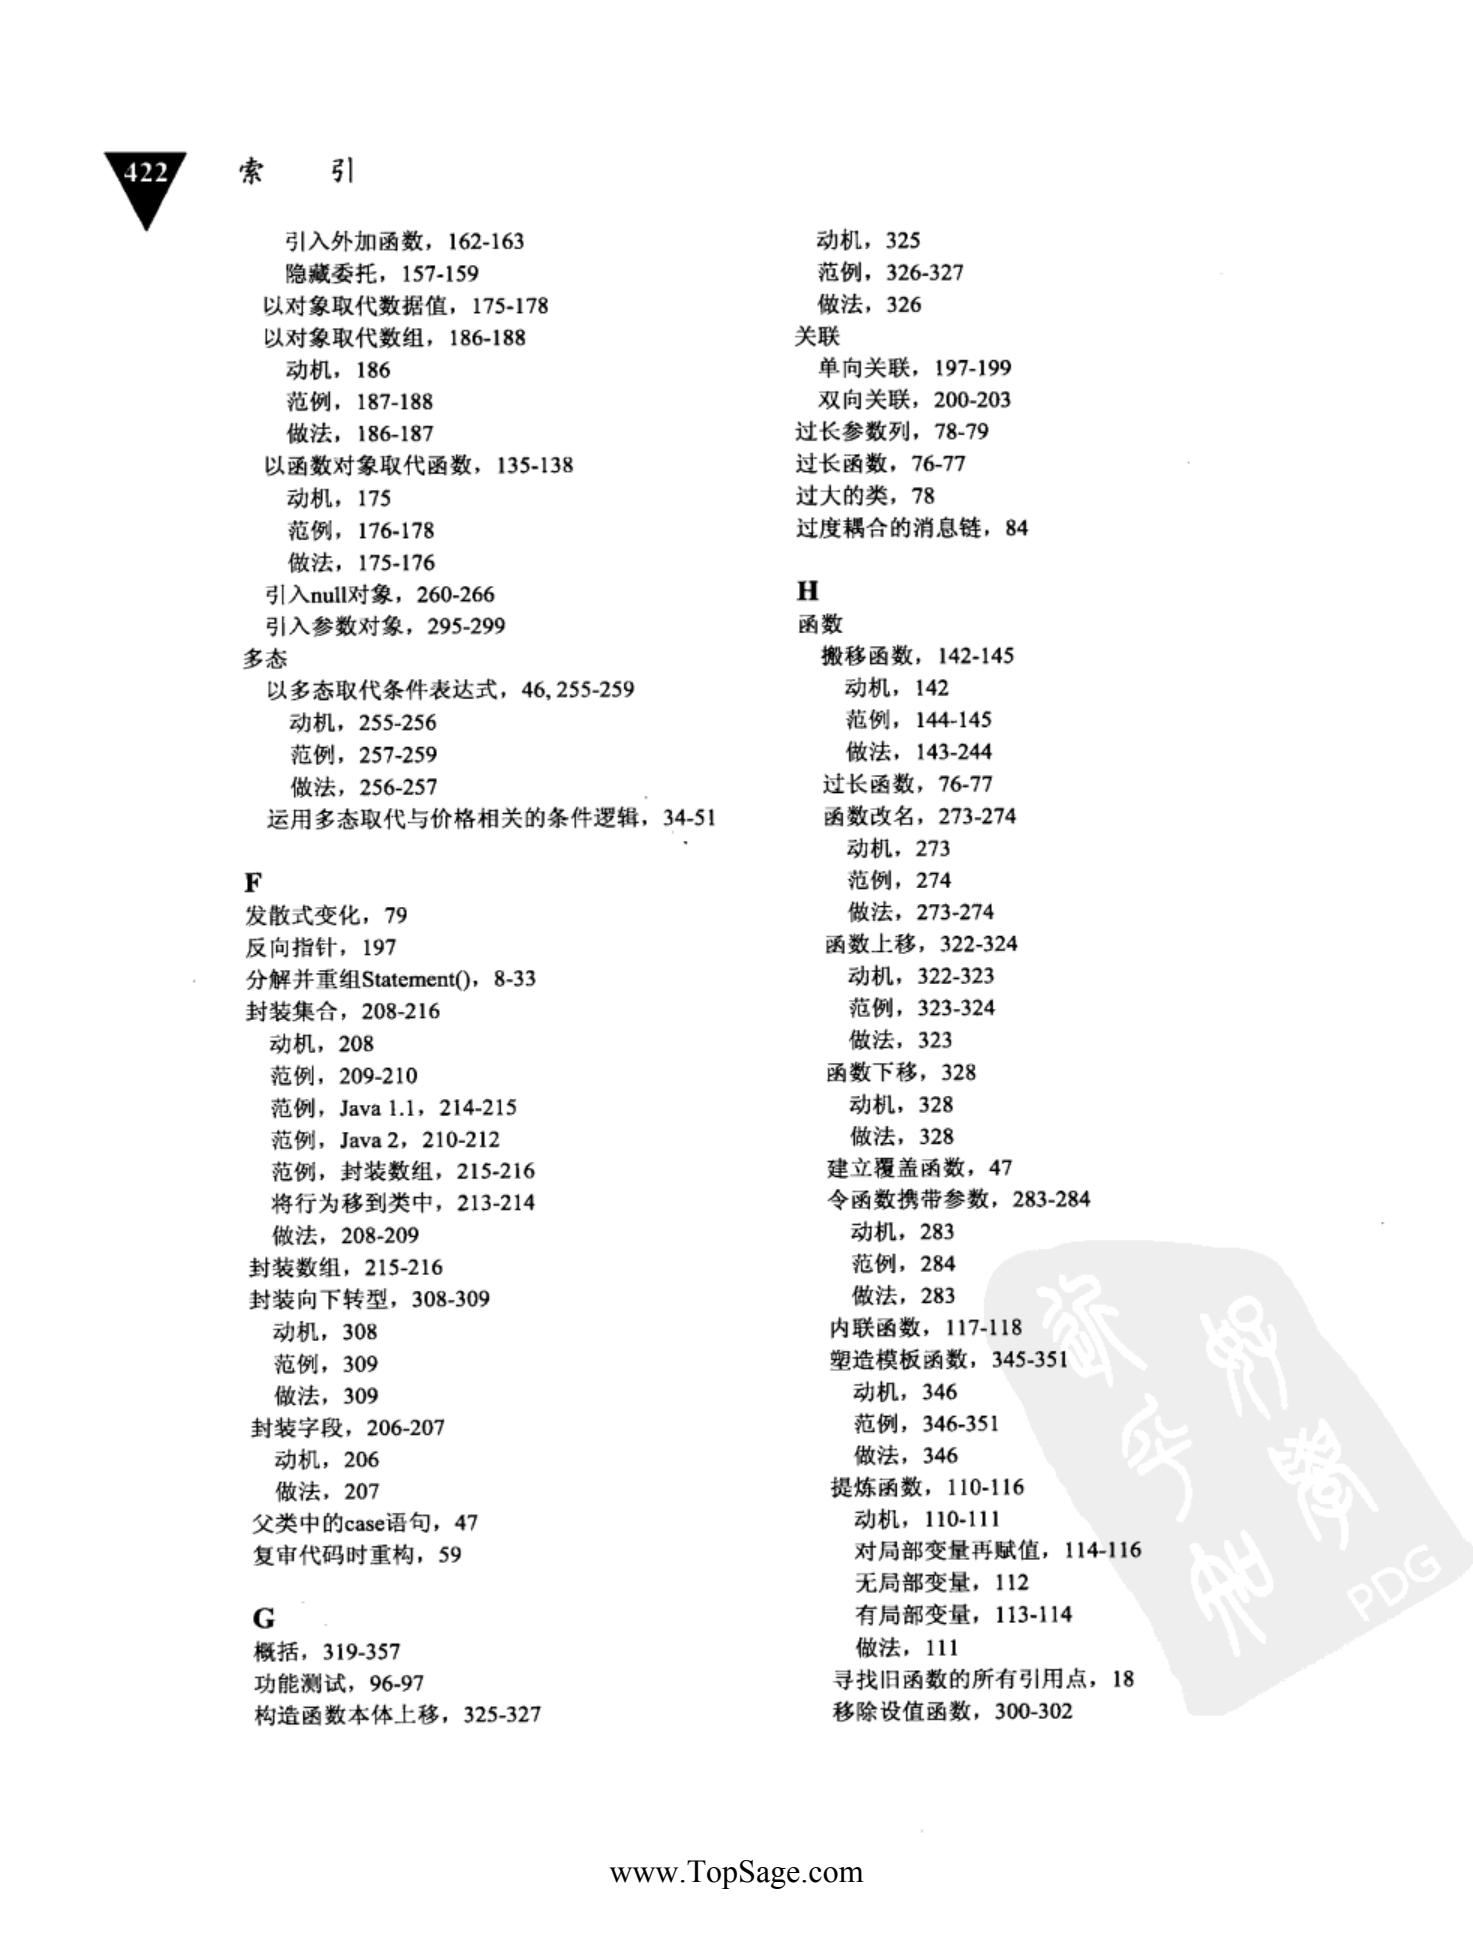 422
索 引
引入外加函数，162-163
隐藏委托，157-159
以对象取代数据值，175-178
以对象取代数组，186-188
动机，186
范例，187-188
做法，186-187
以函数对象取代函数，135-138
动机，175
范例，176-178
做法，175-176
引入null对象，260-266
引入参数对象，295-299
多态
以多态取代条件表达式，46, 255-259
动机，255-256
范例，257-259
做法，256-257
运用多态取代与价格相关的条件逻辑，34-51
F
发散式变化，79
反向指针，197
分解并重组Statement()，8-33
封装集合，208-216
动机，208
范例，209-210
范例，Java 1.1，214-215
范例，Java 2，210-212
范例，封装数组，215-216
将行为移到类中，213-214
做法，208-209
封装数组，215-216
封装向下转型，308-309
动机，308
范例，309
做法，309
封装字段，206-207
动机，206
做法，207
父类中的case语句，47
复审代码时重构，59
G
概括，319-357
功能测试，96-97
构造函数本体上移，325-327
动机，325
范例，326-327
做法，326
关联
单向关联，197-199
双向关联，200-203
过长参数列，78-79
过长函数，76-77
过大的类，78
过度耦合的消息链，84
H
函数
搬移函数，142-145
动机，142
范例，144-145
做法，143-244
过长函数，76-77
函数改名，273-274
动机，273
范例，274
做法，273-274
函数上移，322-324
动机，322-323
范例，323-324
做法，323
函数下移，328
动机，328
做法，328
建立覆盖函数，47
令函数携带参数，283-284
动机，283
范例，284
做法，283
内联函数，117-118
塑造模板函数，345-351
动机，346
范例，346-351
做法，346
提炼函数，110-116
动机，110-111
对局部变量再赋值，114-116
无局部变量，112
有局部变量，113-114
做法，111
寻找旧函数的所有引用点，18
移除设值函数，300-302
PDG
www.TopSage.com